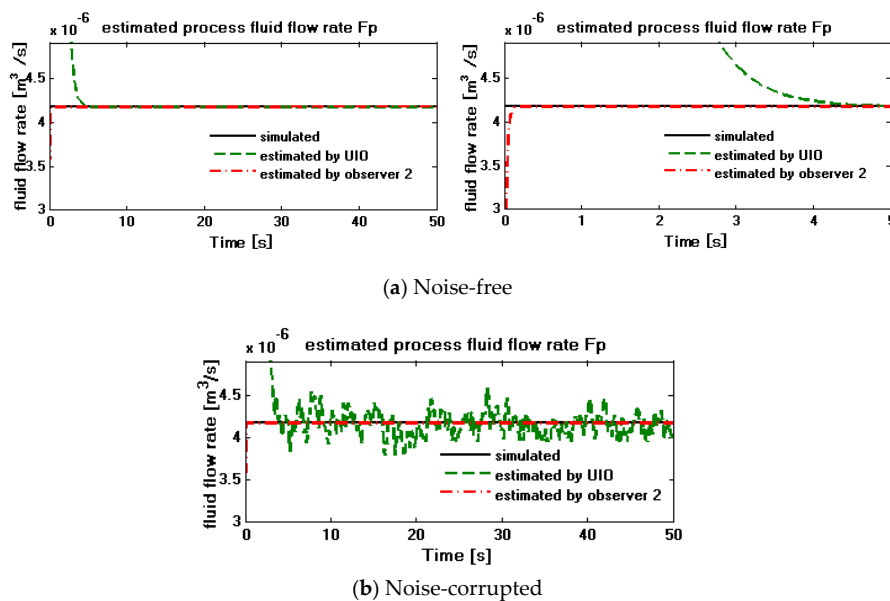 × 10⁻⁶ estimated process fluid flow rate Fp
fluid flow rate [m³ /s]
4.5
4
3.5
3
simulated
estimated by UIO
estimated by observer 2
0 10 20 30 40 50
Time [s]
× 10⁻⁶ estimated process fluid flow rate Fp
fluid flow rate [m³ /s]
4.5
4
3.5
3
simulated
estimated by UIO
estimated by observer 2
0 1 2 3 4 5
Time [s]
(a) Noise-free
× 10⁻⁶ estimated process fluid flow rate Fp
fluid flow rate [m³/s]
4.5
4
3.5
3
simulated
estimated by UIO
estimated by observer 2
0 10 20 30 40 50
Time [s]
(b) Noise-corrupted